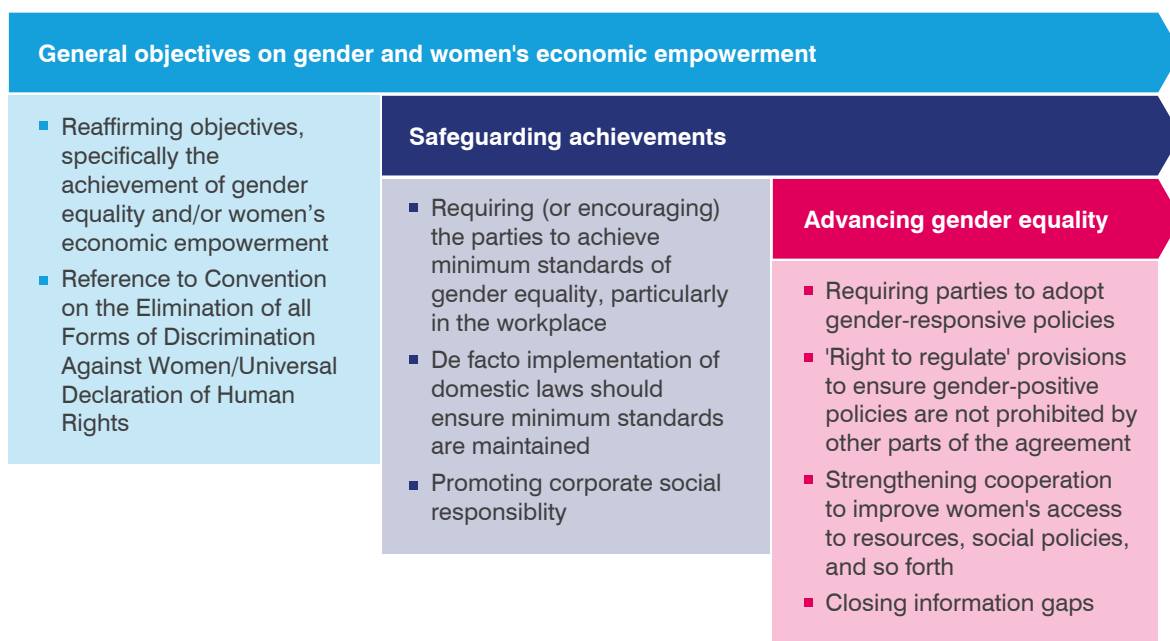 General objectives on gender and women's economic empowerment
▪ Reaffirming objectives,
specifically the
achievement of gender
equality and/or women’s
economic empowerment
▪ Reference to Convention
on the Elimination of all
Forms of Discrimination
Against Women/Universal
Declaration of Human
Rights
Safeguarding achievements
▪ Requiring (or encouraging)
the parties to achieve
minimum standards of
gender equality, particularly
in the workplace
▪ De facto implementation of
domestic laws should
ensure minimum standards
are maintained
▪ Promoting corporate social
responsiblity
Advancing gender equality
▪ Requiring parties to adopt
gender-responsive policies
▪ 'Right to regulate' provisions
to ensure gender-positive
policies are not prohibited by
other parts of the agreement
▪ Strengthening cooperation
to improve women's access
to resources, social policies,
and so forth
▪ Closing information gaps